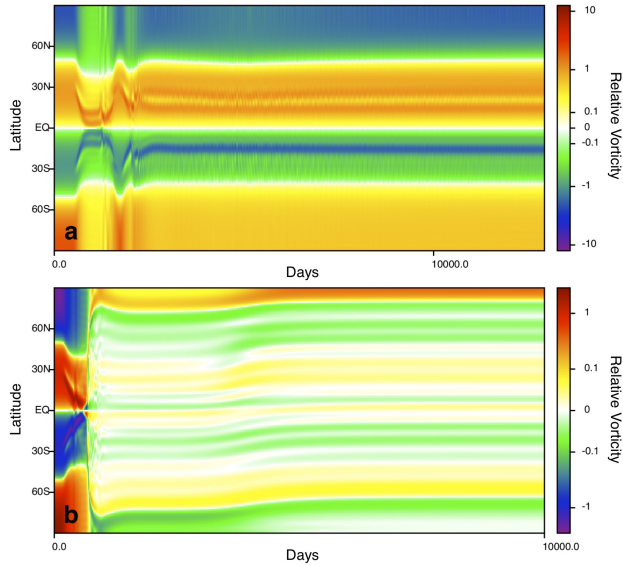 10
60N
30N
EQ
30S
60S
Latitude
a
1
0.1
0
-0.1
-1
-10
Relative Vorticity
0.0
10000.0
Days
60N
30N
EQ
30S
60S
Latitude
b
1
0.1
0
-0.1
-1
Relative Vorticity
0.0
10000.0
Days